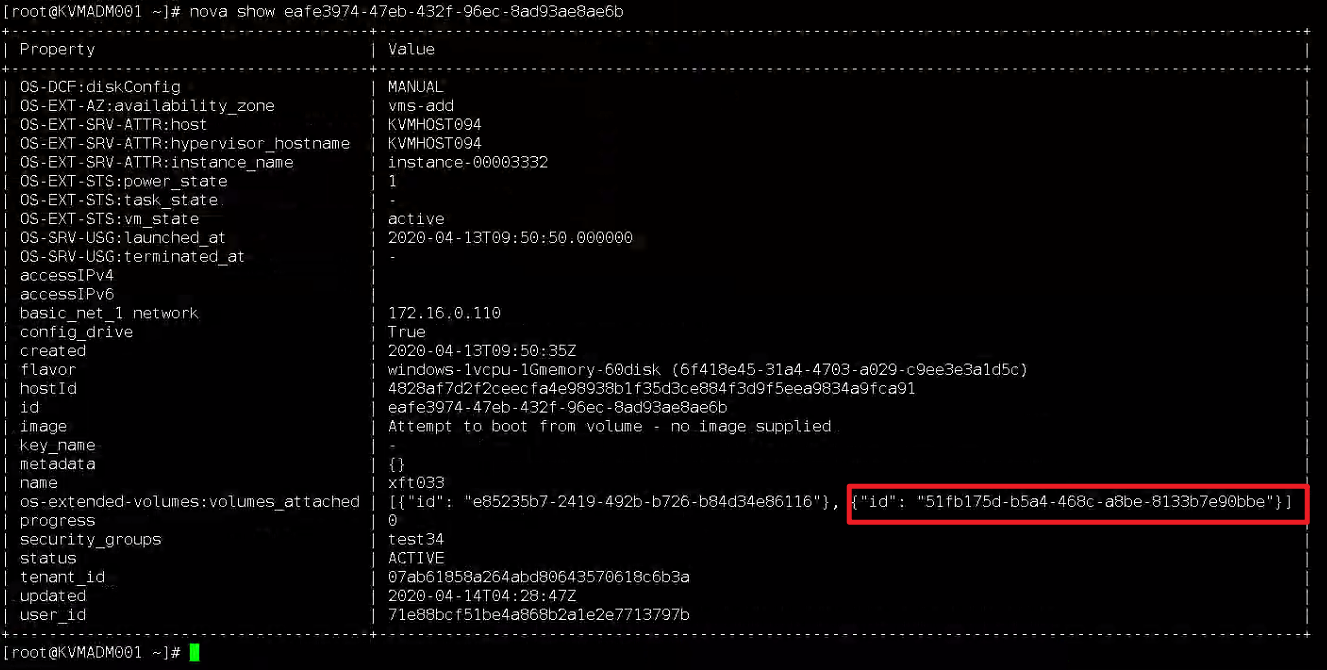 [root@KVMADM001 ~]# nova show eafe3974-47eb-432f-96ec-8ad93ae8ae6b
| Property | Value |
| OS-DCF:diskConfig | MANUAL |
| OS-EXT-AZ:availability_zone | vms-add |
| OS-EXT-SRV-ATTR:host | KVMHOST094 |
| OS-EXT-SRV-ATTR:hypervisor_hostname | KVMHOST094 |
| OS-EXT-SRV-ATTR:instance_name | instance-00003332 |
| OS-EXT-STS:power_state | 1 |
| OS-EXT-STS:task_state | - |
| OS-EXT-STS:vm_state | active |
| OS-SRV-USG:launched_at | 2020-04-13T09:50:50.000000 |
| OS-SRV-USG:terminated_at | - |
| accessIPv4 | |
| accessIPv6 | |
| basic_net_1 network | 172.16.0.110 |
| config_drive | True |
| created | 2020-04-13T09:50:35Z |
| flavor | windows-1vcpu-1Gmemory-60disk (6f418e45-31a4-4703-a029-c9ee3e3a1d5c) |
| hostId | 4828af7d2f2ceecfa4e98938b1f35d3ce884f3d9f5eea9834a9fca91 |
| id | eafe3974-47eb-432f-96ec-8ad93ae8ae6b |
| image | Attempt to boot from volume - no image supplied |
| key_name | - |
| metadata | {} |
| name | xft033 |
| os-extended-volumes:volumes_attached | [{"id": "e85235b7-2419-492b-b726-b84d34e86116"}, {"id": "51fb175d-b5a4-468c-a8be-8133b7e90bbe"}] |
| progress | 0 |
| security_groups | test34 |
| status | ACTIVE |
| tenant_id | 07ab61858a264abd80643570618c6b3a |
| updated | 2020-04-14T04:28:47Z |
| user_id | 71e88bcf51be4a868b2a1e2e7713797b |
[root@KVMADM001 ~]#